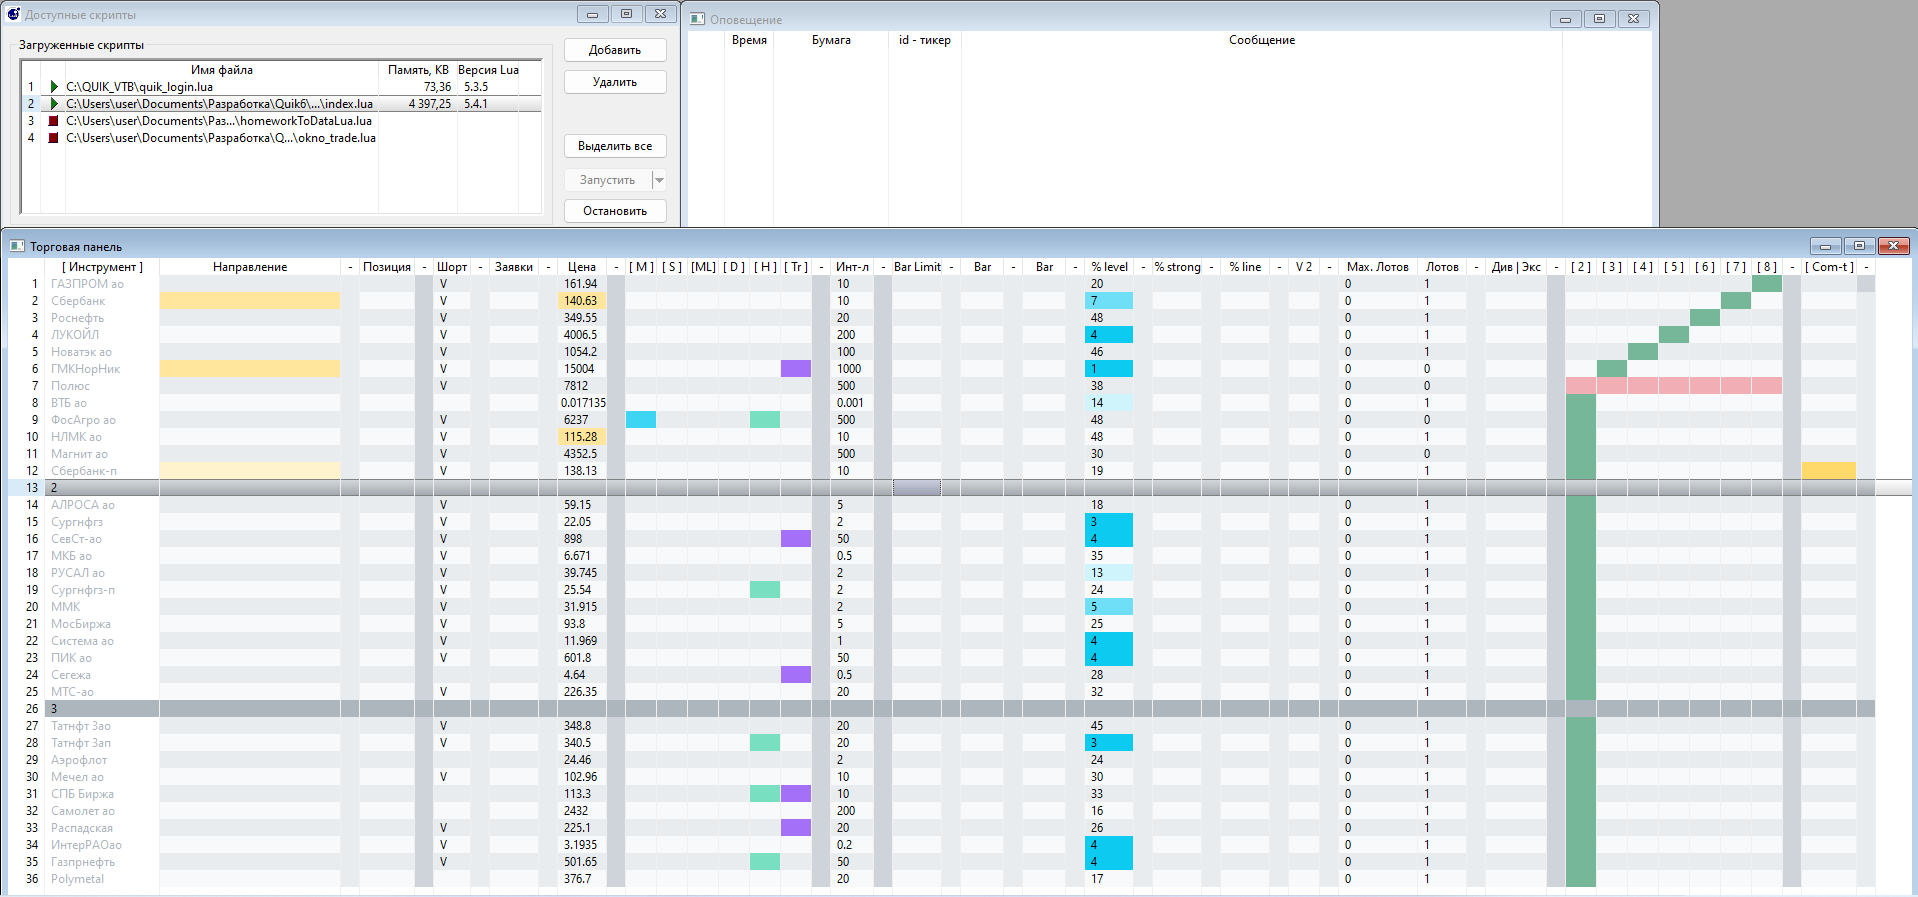 Доступные скрипты
Загруженные скрипты
Имя файла Память, КВ Версия Lua
1 C:\QUIK_VTB\quik_login.lua 73,36 5.3.5
2 C:\Users\user\Documents\Разработка\Quik6\...\index.lua 4 397,25 5.4.1
3 C:\Users\user\Documents\Раз...\homeworkToDataLua.lua
4 C:\Users\user\Documents\Разработка\Q...\okno_trade.lua
Добавить
Удалить
Выделить все
Запустить
Остановить
Оповещение
Время Бумага id - тикер Сообщение
Торговая панель
[ Инструмент ] Направление - Позиция - Шорт - Заявки - Цена - [ M ] [ S ] [ML] [ D ] [ H ] [ Tr ] - Инт-л - Bar Limit - Bar - Bar - % level - % strong - % line - V 2 - Мах. Лотов Лотов - Див | Экс - [ 2 ] [ 3 ] [ 4 ] [ 5 ] [ 6 ] [ 7 ] [ 8 ] - [ Com-t ] -
1 ГАЗПРОМ ао V 161.94 10 20 0 1
2 Сбербанк V 140.63 10 7 0 1
3 Роснефть V 349.55 20 48 0 1
4 ЛУКОЙЛ V 4006.5 200 4 0 1
5 Новатэк ао V 1054.2 100 46 0 1
6 ГМКНорНик V 15004 1000 1 0 0
7 Полюс V 7812 500 38 0 0
8 ВТБ ао 0.017135 0.001 14 0 1
9 ФосАгро ао V 6237 500 48 0 0
10 НЛМК ао V 115.28 10 48 0 1
11 Магнит ао V 4352.5 500 30 0 0
12 Сбербанк-п V 138.13 10 19 0 1
13 2
14 АЛРОСА ао V 59.15 5 18 0 1
15 Сургнфгз V 22.05 2 3 0 1
16 СевСт-ао V 898 50 4 0 1
17 МКБ ао V 6.671 0.5 35 0 1
18 РУСАЛ ао V 39.745 2 13 0 1
19 Сургнфгз-п V 25.54 2 24 0 1
20 ММК V 31.915 2 5 0 1
21 МосБиржа V 93.8 5 25 0 1
22 Система ао V 11.969 1 4 0 1
23 ПИК ао V 601.8 50 4 0 1
24 Сегежа 4.64 0.5 28 0 1
25 МТС-ао V 226.35 20 32 0 1
26 3
27 Татнфт 3ао V 348.8 20 45 0 1
28 Татнфт 3ап V 340.5 20 3 0 1
29 Аэрофлот 24.46 2 24 0 1
30 Мечел ао V 102.96 10 30 0 1
31 СПБ Биржа 113.3 10 33 0 1
32 Самолет ао 2432 200 16 0 1
33 Распадская V 225.1 20 26 0 1
34 ИнтерРАОао V 3.1935 0.2 4 0 1
35 Газпрнефть V 501.65 50 4 0 1
36 Polymetal 376.7 20 17 0 1